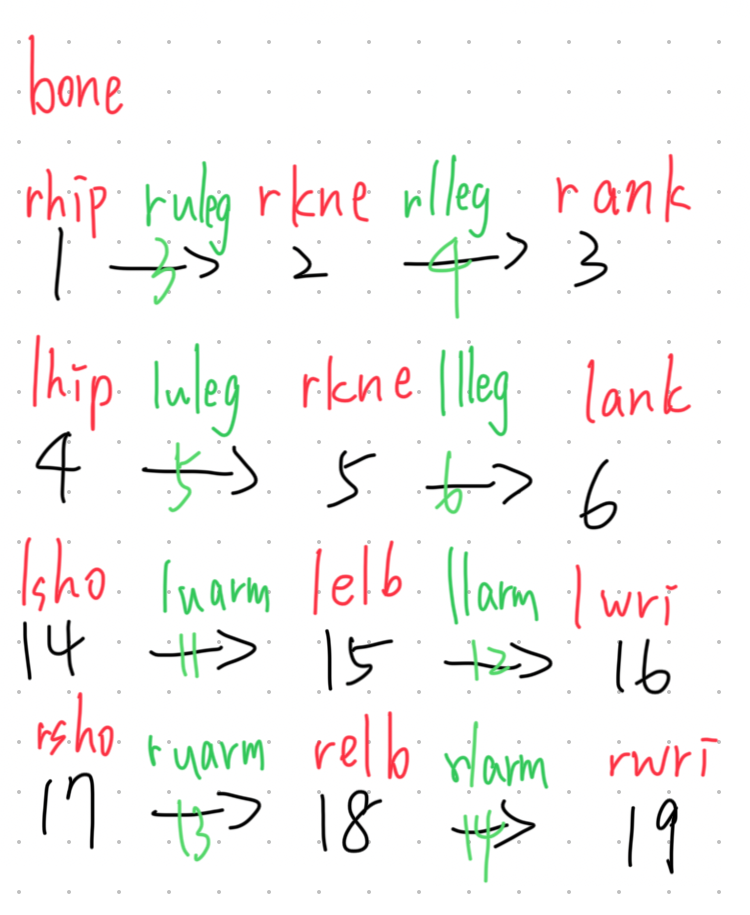 bone
rhip ruleg rkne rlleg rank
1 3 2 4 3
lhip luleg rkne llleg lank
4 5 5 6 6
lsho luarm lelb llarm lwri
14 11 15 12 16
rsho ruarm relb rlarm rwri
17 13 18 14 19